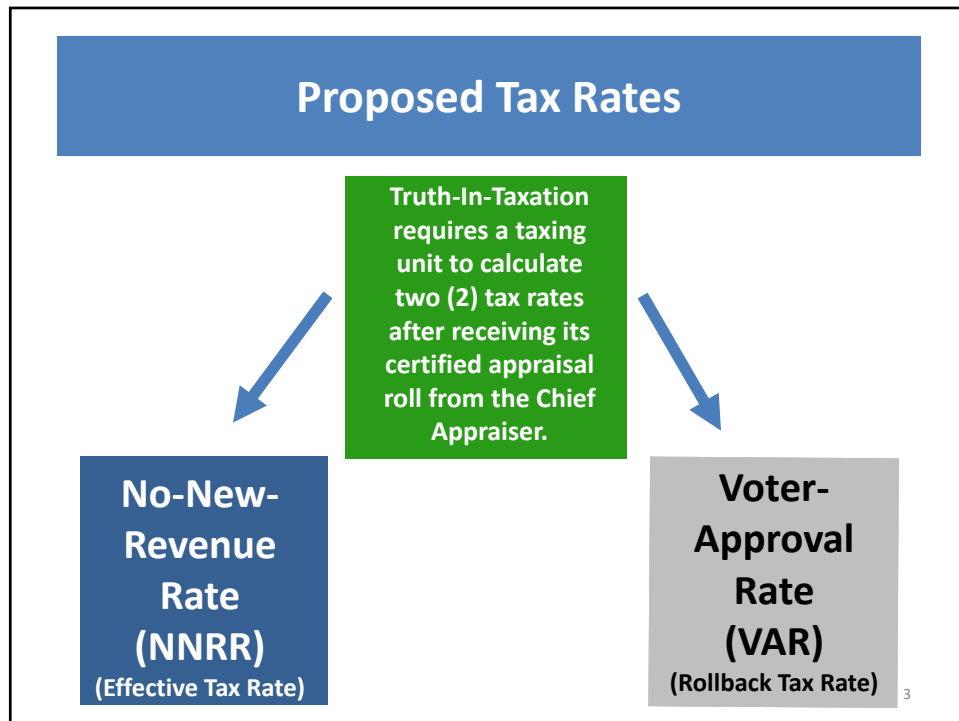 Proposed Tax Rates
Truth-In-Taxation
requires a taxing
unit to calculate
two (2) tax rates
after receiving its
certified appraisal
roll from the Chief
Appraiser.
No-New-
Revenue
Rate
(NNRR)
(Effective Tax Rate)
Voter-
Approval
Rate
(VAR)
(Rollback Tax Rate)
3